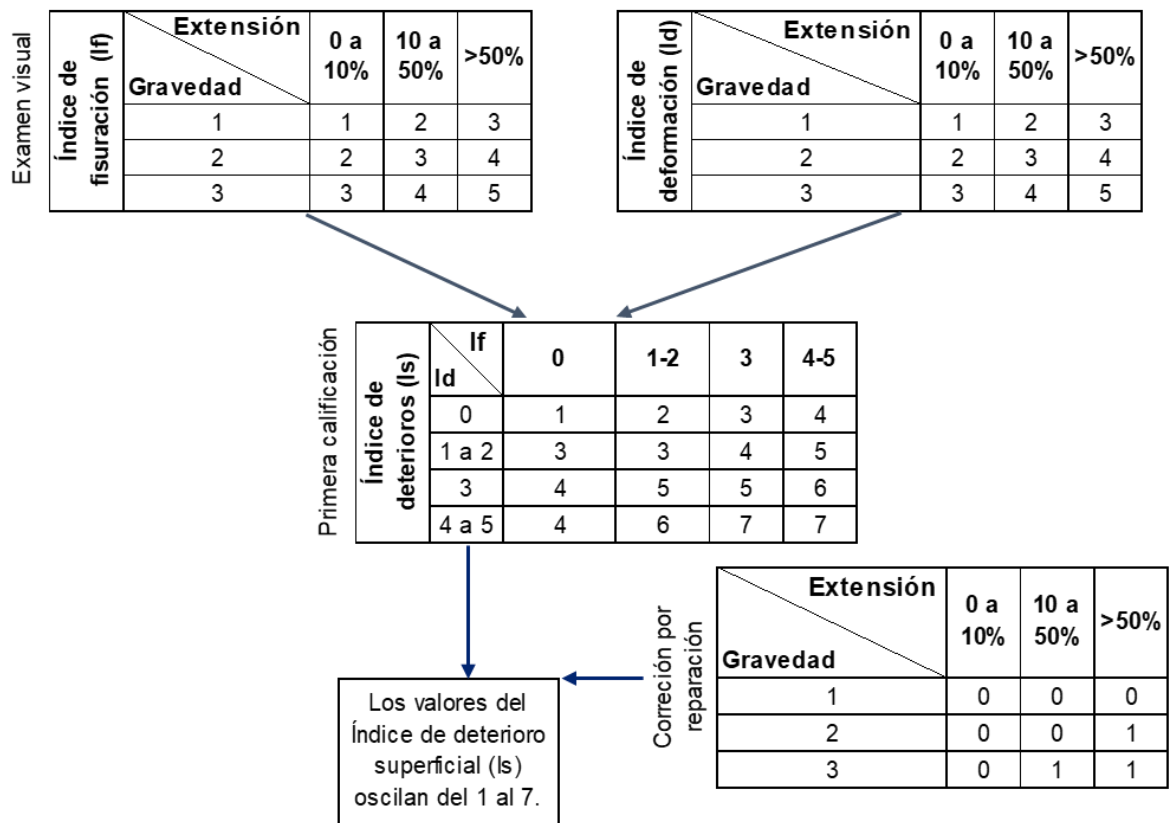 Examen visual
Índice de
fisuración (If)
Extensión
Gravedad
0 a
10%
10 a
50%
>50%
1 1 2 3
2 2 3 4
3 3 4 5
Índice de
deformación (Id)
Extensión
Gravedad
0 a
10%
10 a
50%
>50%
1 1 2 3
2 2 3 4
3 3 4 5
Primera calificación
Índice de
deterioros (Is)
If
Id
0 1-2 3 4-5
0 1 2 3 4
1 a 2 3 3 4 5
3 4 5 5 6
4 a 5 4 6 7 7
Los valores del
Índice de deterioro
superficial (Is)
oscilan del 1 al 7.
Correción por
reparación
Extensión
Gravedad
0 a
10%
10 a
50%
>50%
1 0 0 0
2 0 0 1
3 0 1 1